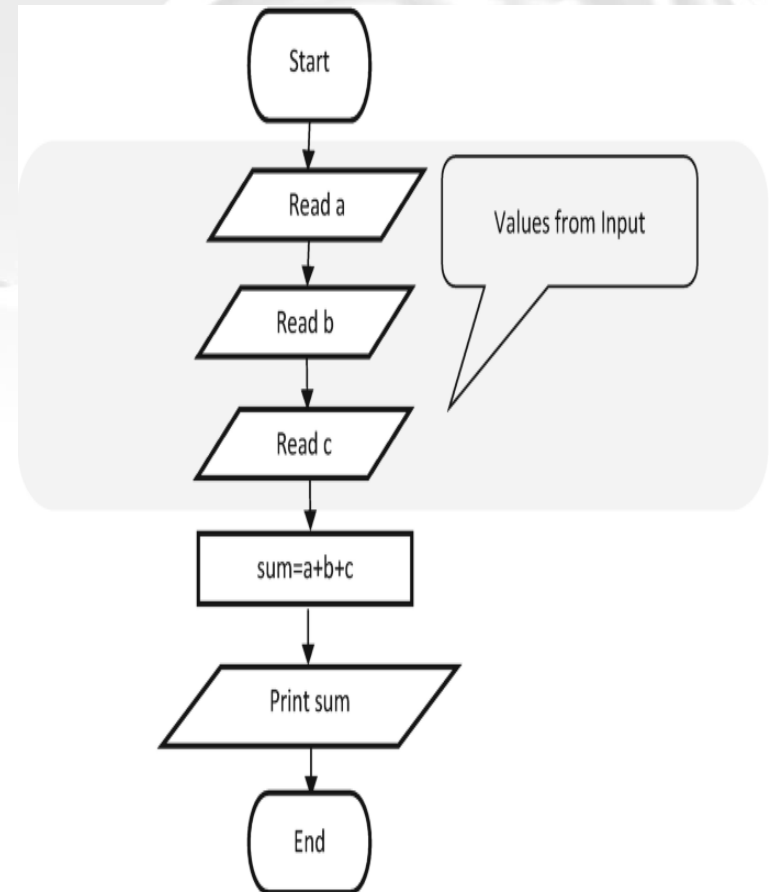 Start
Read a
Values from Input
Read b
Read c
sum=a+b+c
Print sum
End